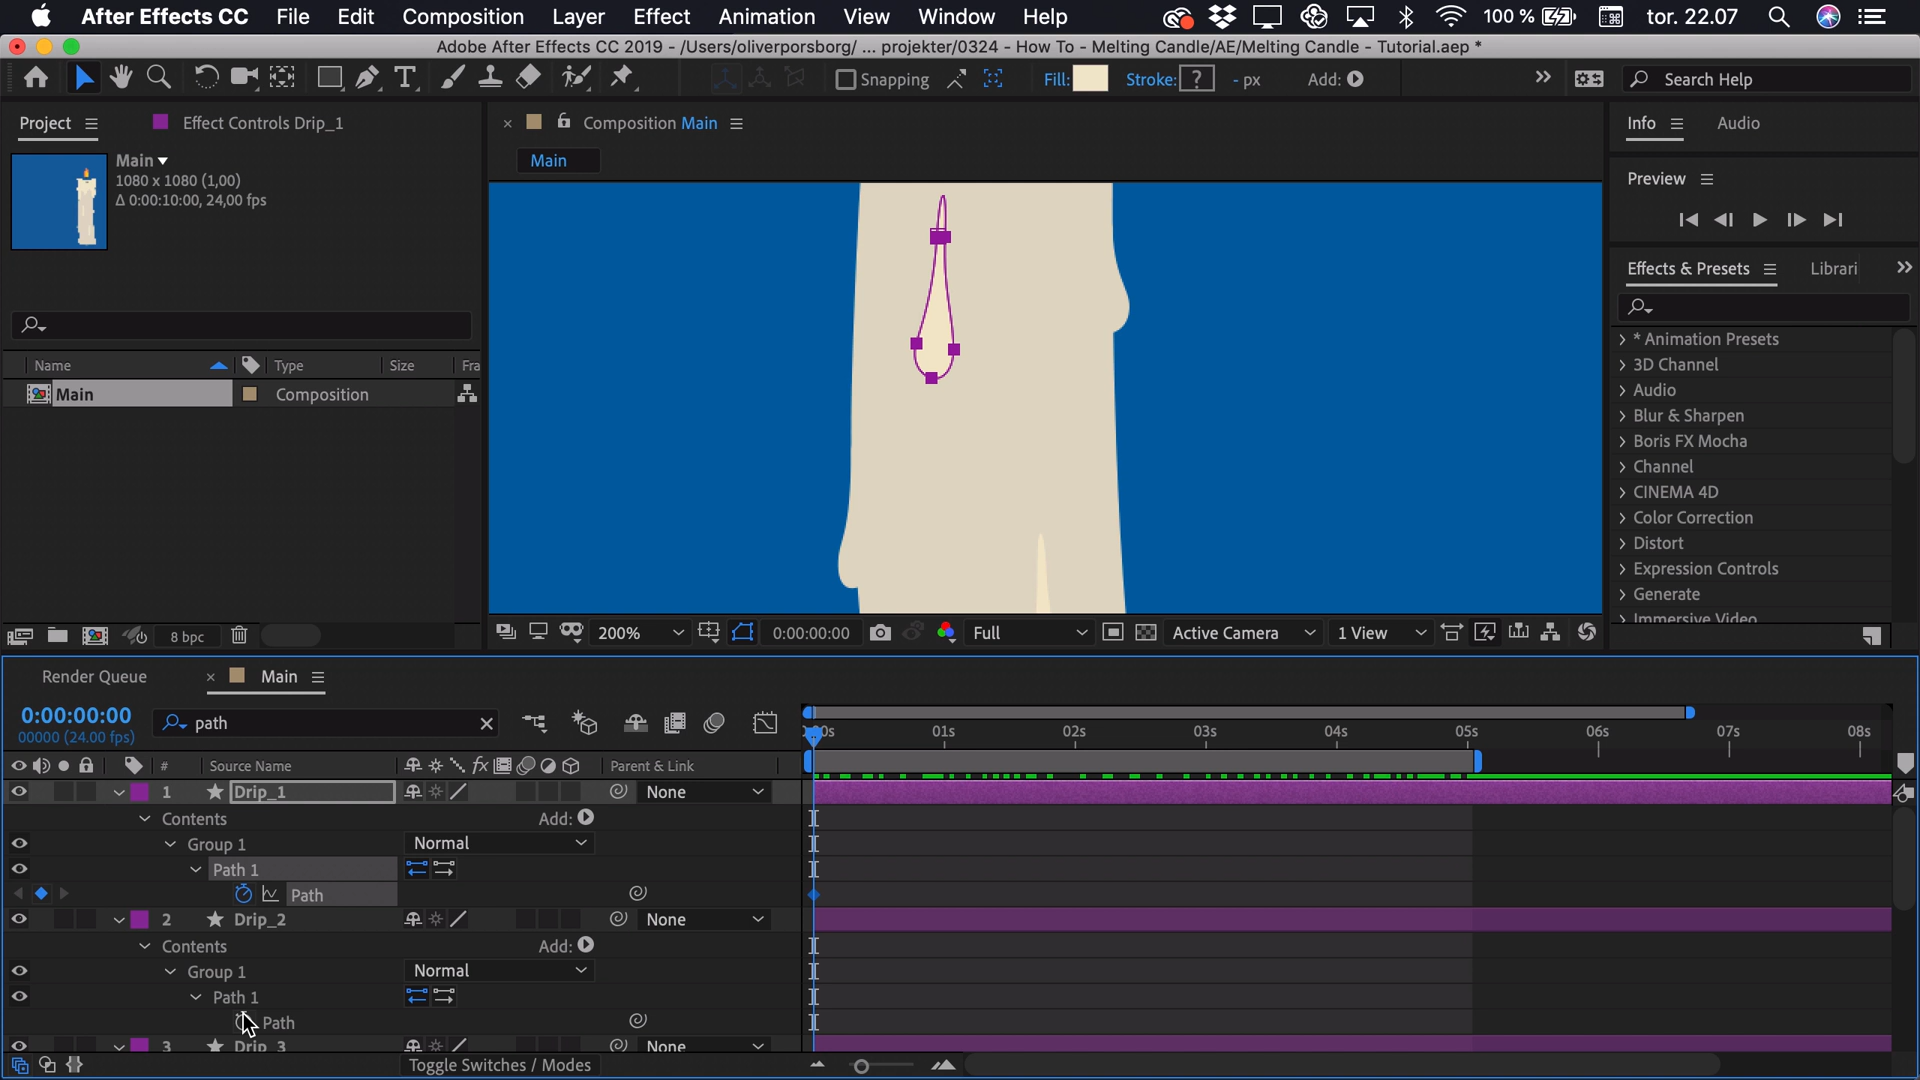 After Effects CC File Edit Composition Layer Effect Animation View Window Help 100 % tor. 22.07
Adobe After Effects CC 2019 - /Users/oliverporsborg/ ... projekter/0324 - How To - Melting Candle/AE/Melting Candle - Tutorial.aep *
Snapping Fill: Stroke: ? - px Add: Search Help
Project Effect Controls Drip_1 Composition Main Info Audio
Main
1080 x 1080 (1,00)
Δ 0:00:10:00, 24,00 fps
Main
Preview
Effects & Presets Librari
Name Type Size Fra
Main Composition
* Animation Presets
3D Channel
Audio
Blur & Sharpen
Boris FX Mocha
Channel
CINEMA 4D
Color Correction
Distort
Expression Controls
Generate
Immersive Video
8 bpc 200% 0:00:00:00 Full Active Camera 1 View
Render Queue Main
0:00:00:00 path
00000 (24.00 fps)
01s 02s 03s 04s 05s 06s 07s 08s
# Source Name fx Parent & Link
1 Drip_1 None
Contents Add:
Group 1 Normal
Path 1
Path
2 Drip_2 None
Contents Add:
Group 1 Normal
Path 1
Path
3 Drip_3 None
Toggle Switches / Modes